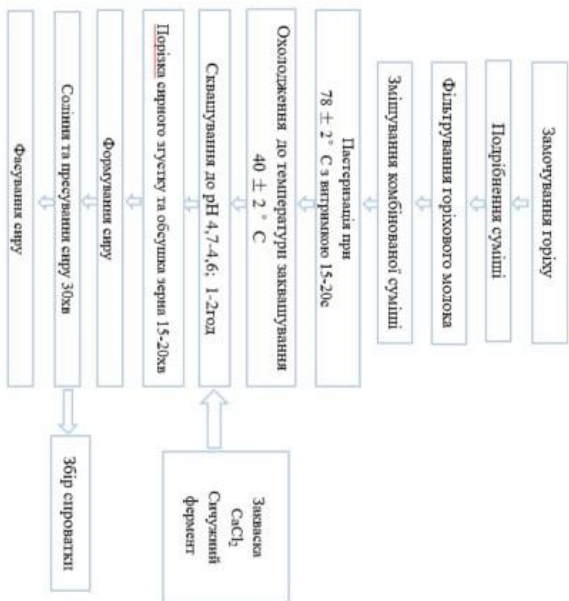 Замочування горіху
Подрібнення суміші
Фільтрування горіхового молока
Змішування комбінованої суміші
Пастеризація при
78 ± 2° С з витримкою 15-20с
Охолодження до температури заквашування
40 ± 2 ° С
Сквашування до рН 4,7-4,6; 1-2год
Закваска
CaCl₂
Сичужний
фермент
Порізка сирного згустку та обсушка зерна 15-20хв
Формування сиру
Соління та пресування сиру 30хв
Збір сироватки
Фасування сиру